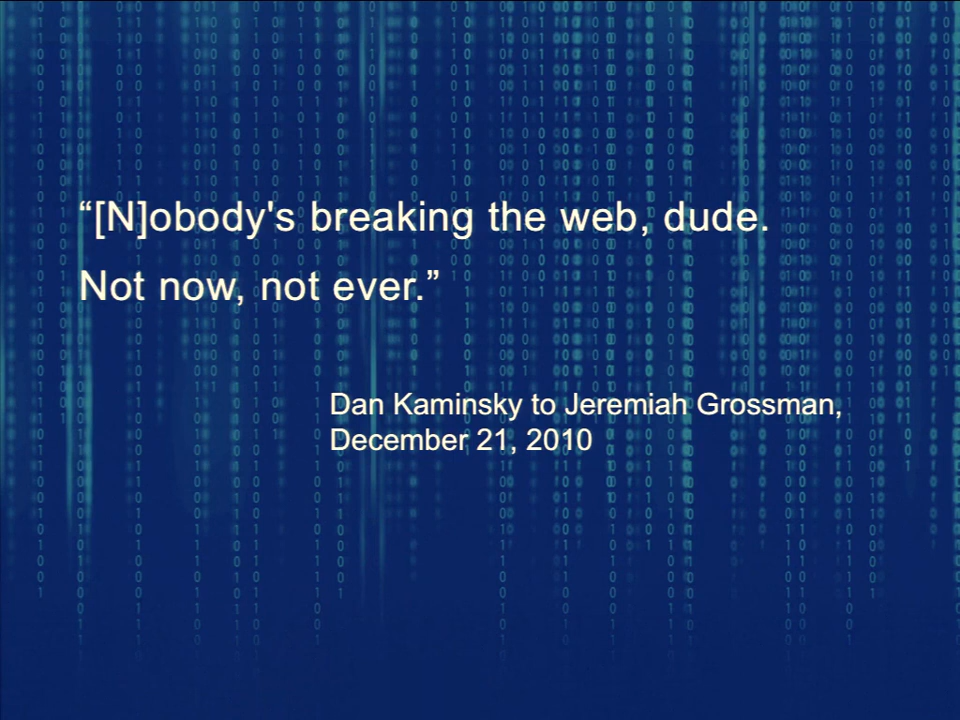 “[N]obody's breaking the web, dude.
Not now, not ever.”
Dan Kaminsky to Jeremiah Grossman,
December 21, 2010